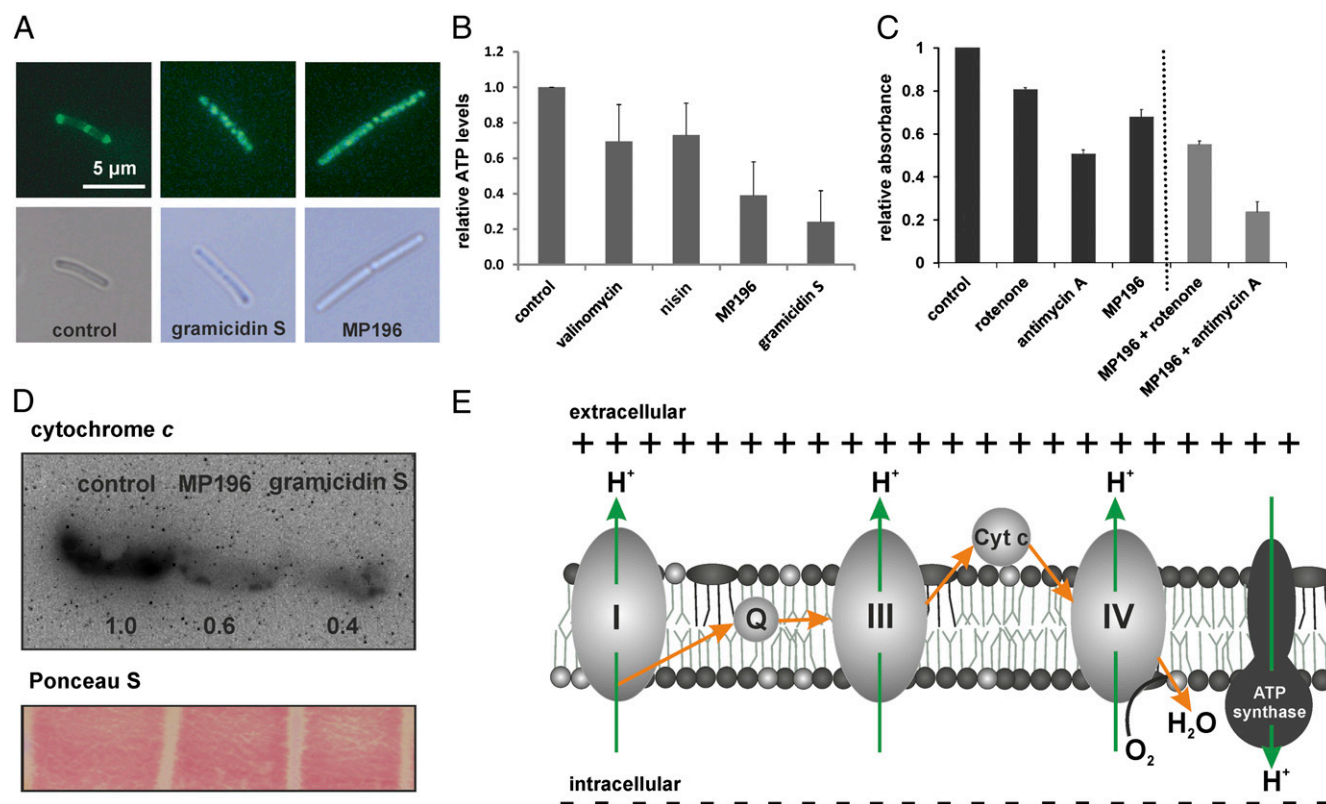 A
5 μm
control
gramicidin S
MP196
B
relative ATP levels
1.2
1.0
0.8
0.6
0.4
0.2
0.0
control
valinomycin
nisin
MP196
gramicidin S
C
relative absorbance
1
0.8
0.6
0.4
0.2
0
control
rotenone
antimycin A
MP196
MP196 + rotenone
MP196 + antimycin A
D
cytochrome c
control MP196 gramicidin S
1.0 0.6 0.4
Ponceau S
E
extracellular
+ + + + + + + + + + + + + + + + + + + + + +
H⁺ H⁺ H⁺
Cyt c
I Q III IV
ATP
synthase
H₂O
O₂
H⁺
intracellular